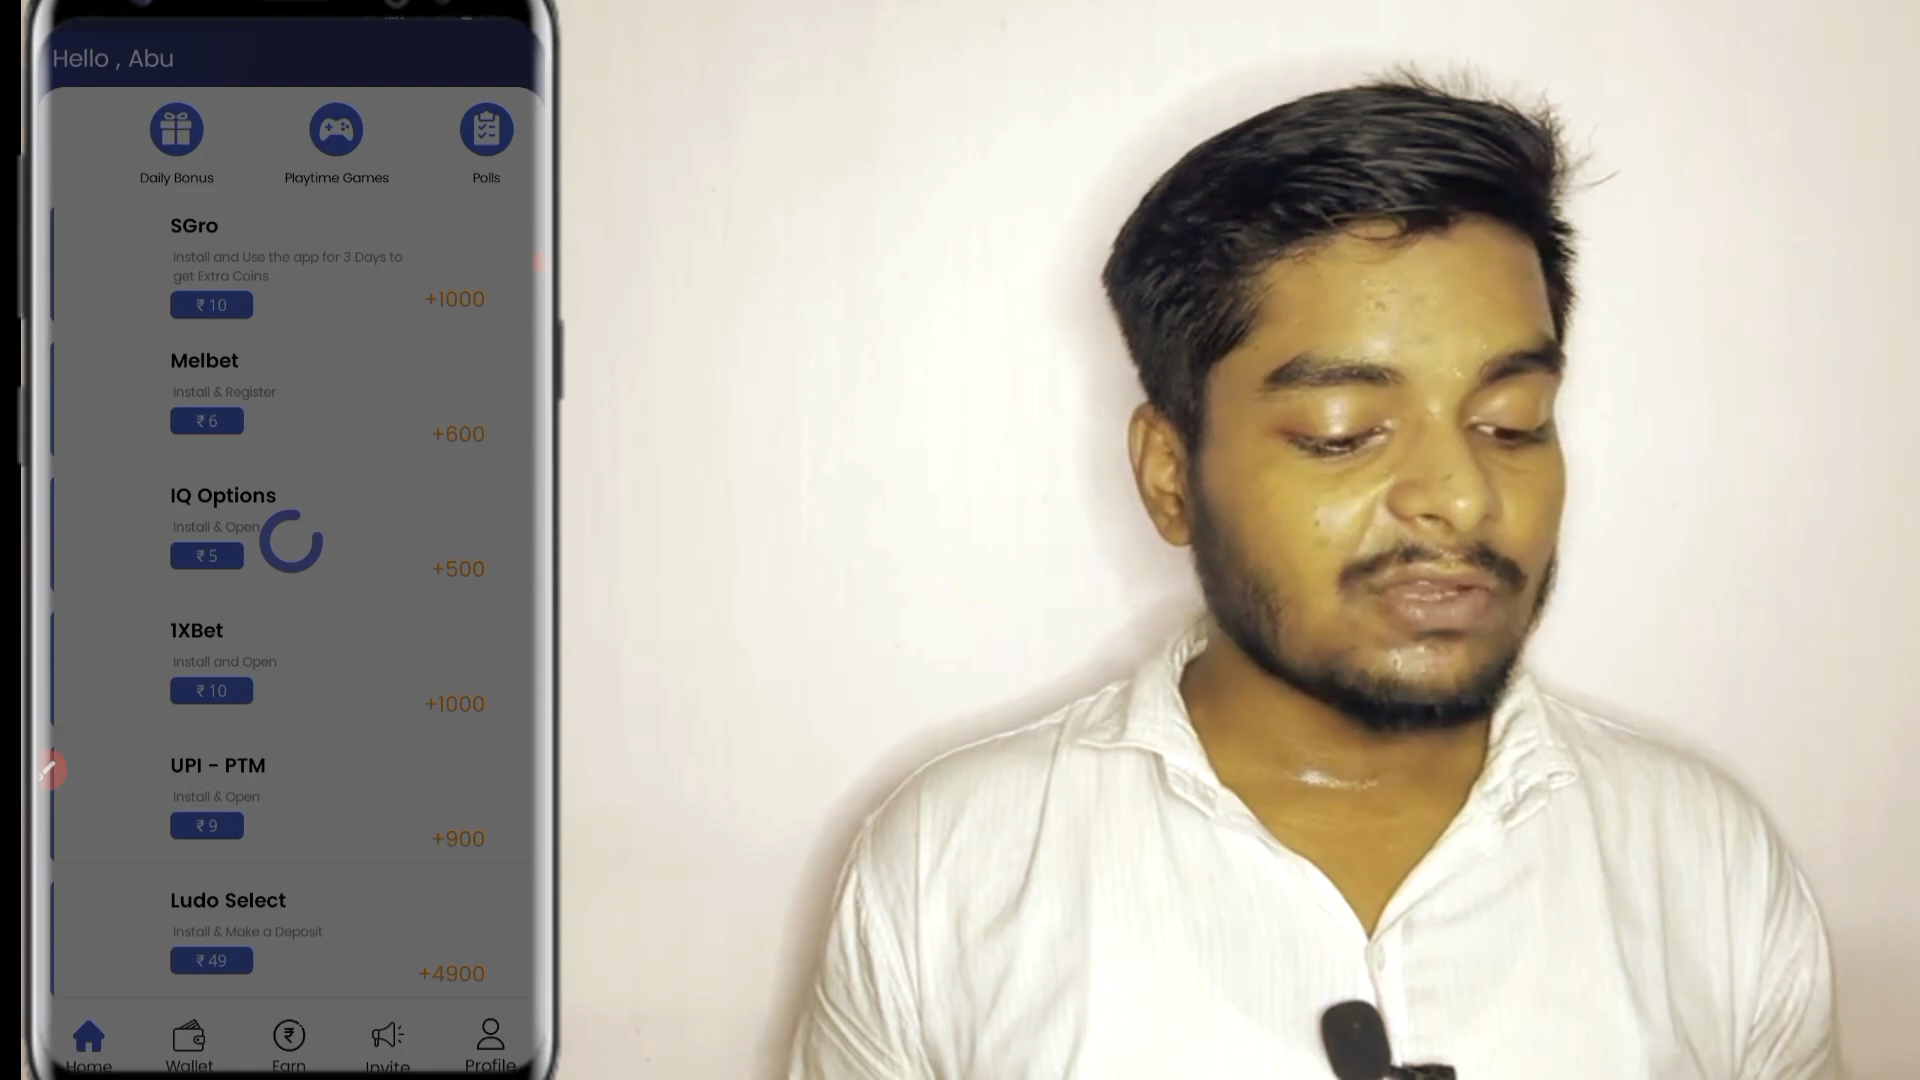 Hello , Abu
Daily Bonus
Playtime Games
Polls
SGro
Install and Use the app for 3 Days to
get Extra Coins
₹ 10
+1000
Melbet
Install & Register
₹ 6
+600
IQ Options
Install & Open
₹ 5
+500
1XBet
Install and Open
₹ 10
+1000
UPI - PTM
Install & Open
₹ 9
+900
Ludo Select
Install & Make a Deposit
₹ 49
+4900
Home
Wallet
Earn
Invite
Profile